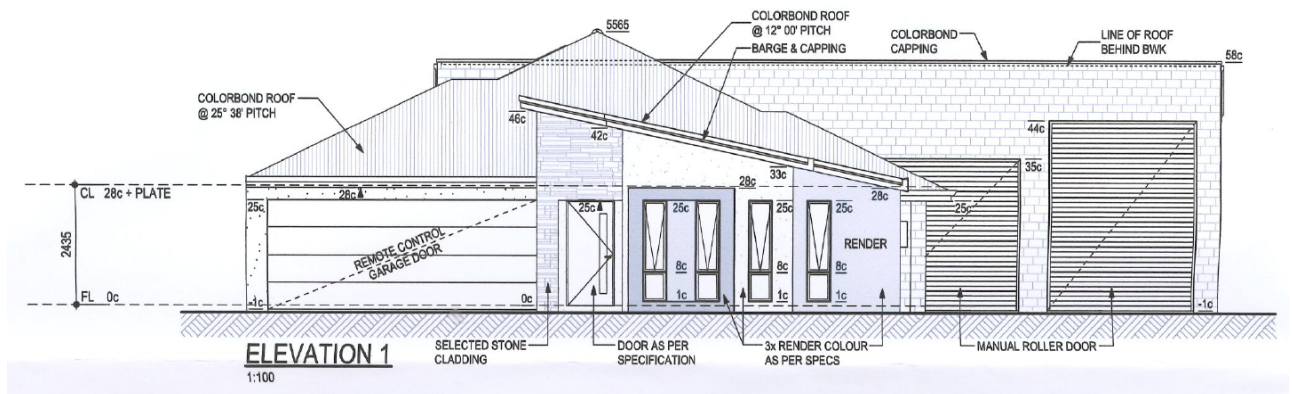 5565
COLORBOND ROOF
@ 12° 00' PITCH
BARGE & CAPPING
COLORBOND
CAPPING
LINE OF ROOF
BEHIND BWK
58c
COLORBOND ROOF
@ 25° 38' PITCH
46c
42c
44c
35c
33c
CL 28c + PLATE
28c
28c
28c
25c
25c
25c
25c
25c
25c
2435
REMOTE CONTROL
GARAGE DOOR
RENDER
8c
8c
8c
FL 0c
-1c
0c
1c
1c
1c
-1c
SELECTED STONE
CLADDING
DOOR AS PER
SPECIFICATION
3x RENDER COLOUR
AS PER SPECS
MANUAL ROLLER DOOR
ELEVATION 1
1:100